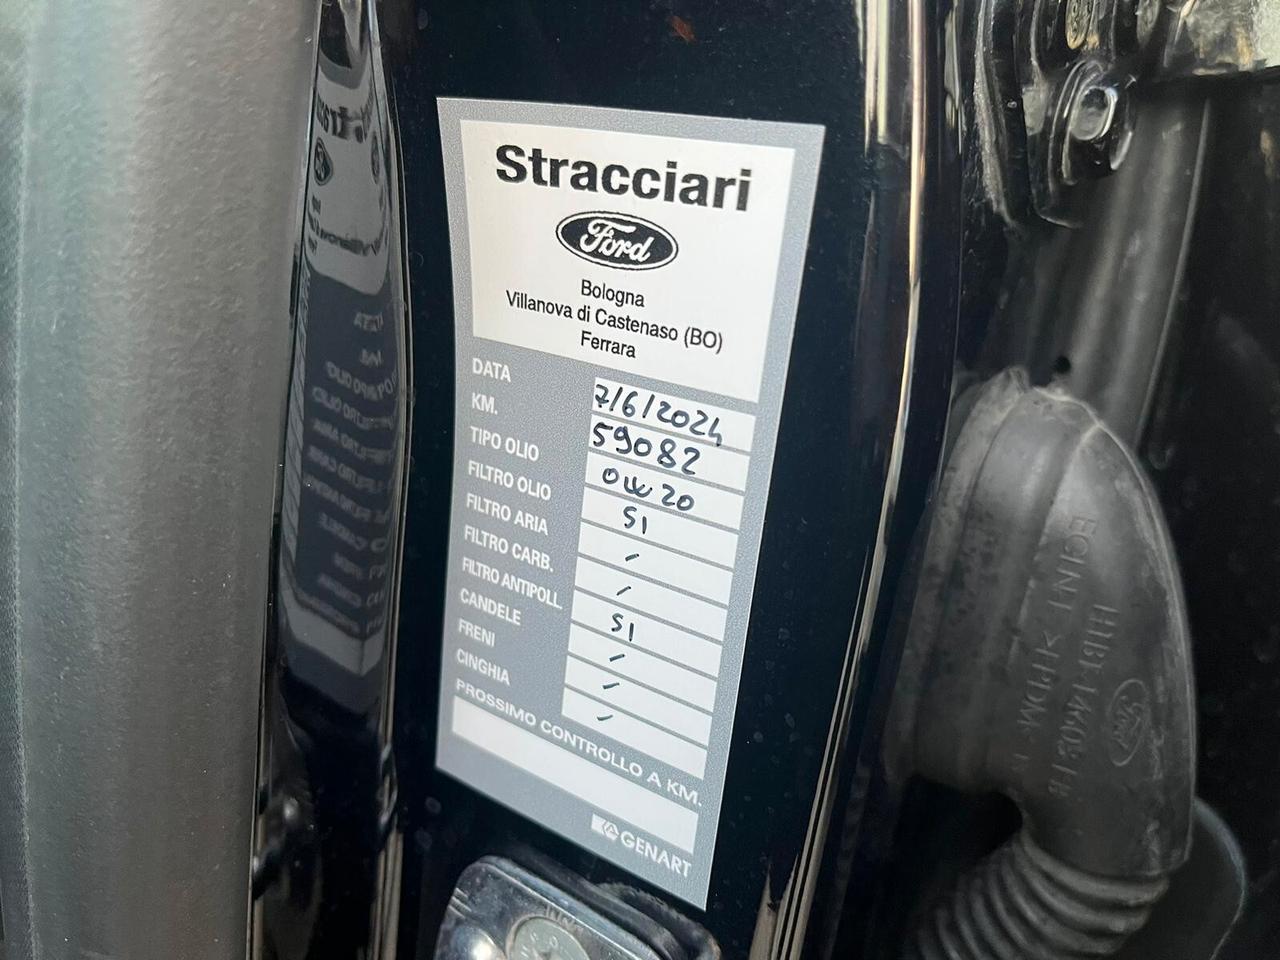 Stracciari
Ford
Bologna
Villanova di Castenaso (BO)
Ferrara
DATA 7/6/2024
KM. 59082
TIPO OLIO 0W20
FILTRO OLIO SI
FILTRO ARIA -
FILTRO CARB. -
FILTRO ANTIPOLL. SI
CANDELE -
FRENI -
CINGHIA -
PROSSIMO CONTROLLO A KM.
GENART
Ford